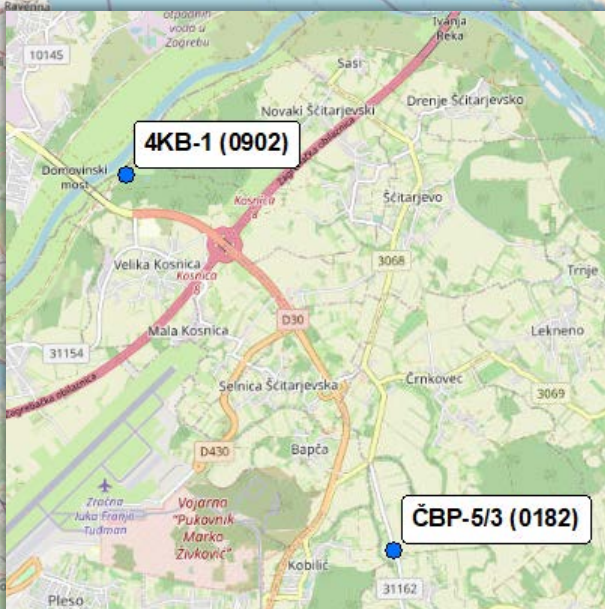 Ravenna
otpadnih
voda u
Zagrebu
Ivanja
Reka
10145
Sasi
Novaki Šćitarjevski
Drenje Šćitarjevsko
4KB-1 (0902)
Zagrebačka obilaznica
Domovinski
most
Kosnica
8
Šćitarjevo
3068
Velika Kosnica
Kosnica
8
Trnje
D30
Mala Kosnica
Lekneno
31154
Črnkovec
Selnica Šćitarjevska
3069
Zagrebačka obilaznica
D430
Bapča
Zračna
luka Franjo
Tuđman
Vojarna
"Pukovnik
Marko
Živković"
ČBP-5/3 (0182)
Kobilić
31162
Pleso